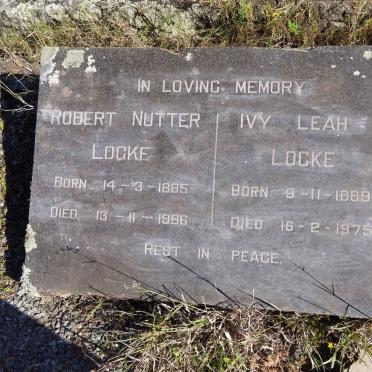 IN LOVING MEMORY
ROBERT NUTTER
LOCKE
BORN 14-3-1885
DIED 13-11-1966
IVY LEAH
LOCKE
BORN 9-11-1889
DIED 16-2-1975
REST IN PEACE.